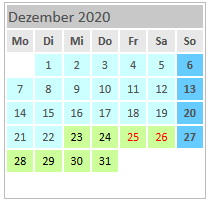 Dezember 2020
Mo Di Mi Do Fr Sa So
1 2 3 4 5 6
7 8 9 10 11 12 13
14 15 16 17 18 19 20
21 22 23 24 25 26 27
28 29 30 31